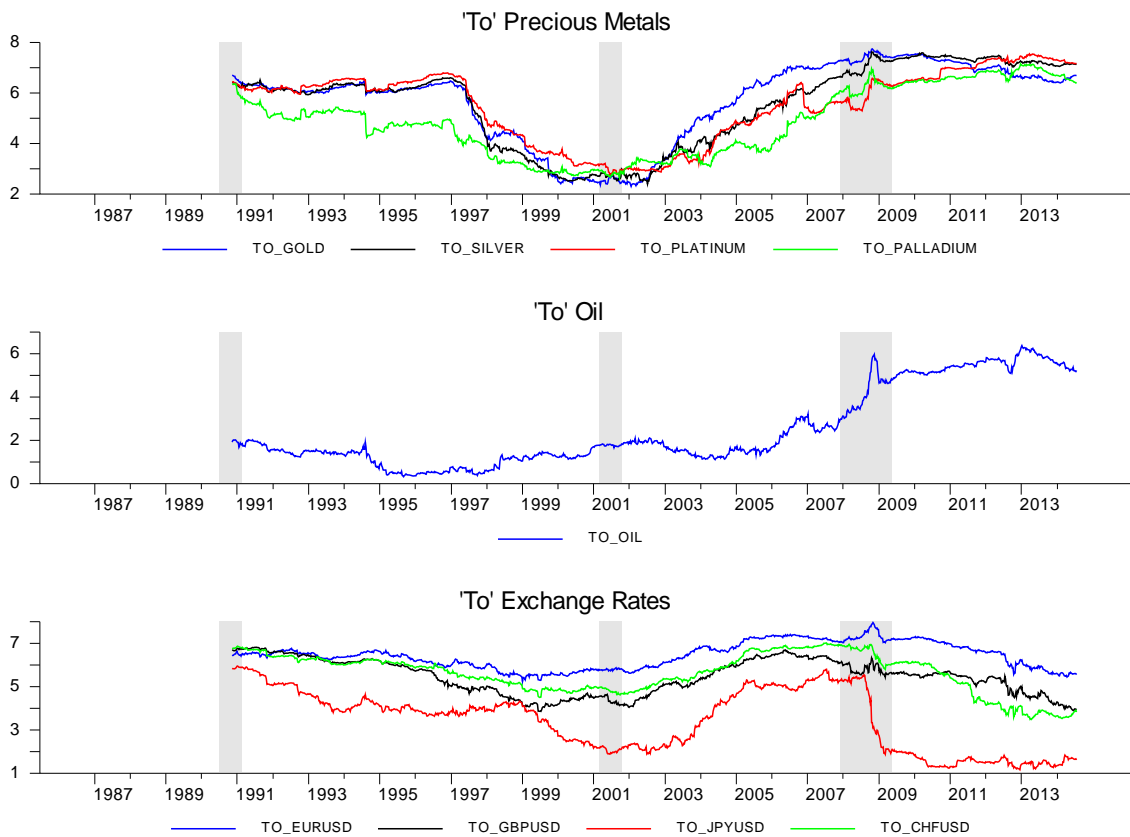 'To' Precious Metals
8
6
4
2
1987 1989 1991 1993 1995 1997 1999 2001 2003 2005 2007 2009 2011 2013
TO_GOLD TO_SILVER TO_PLATINUM TO_PALLADIUM
'To' Oil
6
4
2
0
1987 1989 1991 1993 1995 1997 1999 2001 2003 2005 2007 2009 2011 2013
TO_OIL
'To' Exchange Rates
7
5
3
1
1987 1989 1991 1993 1995 1997 1999 2001 2003 2005 2007 2009 2011 2013
TO_EURUSD TO_GBPUSD TO_JPYUSD TO_CHFUSD